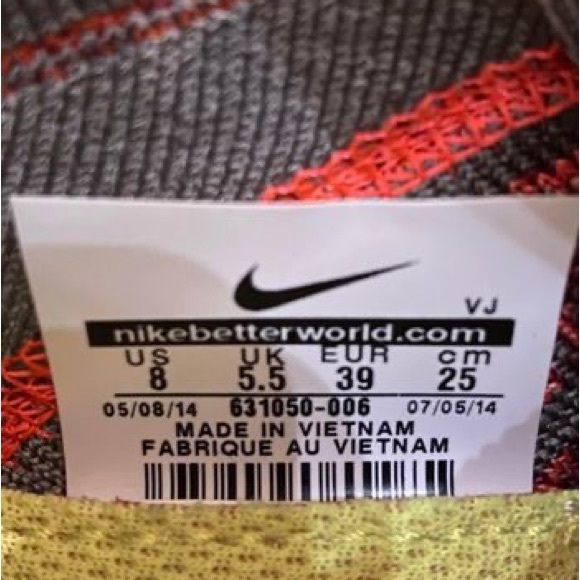 VJ
nikebetterworld.com
US UK EUR cm
8 5.5 39 25
05/08/14 631050-006 07/05/14
MADE IN VIETNAM
FABRIQUE AU VIETNAM